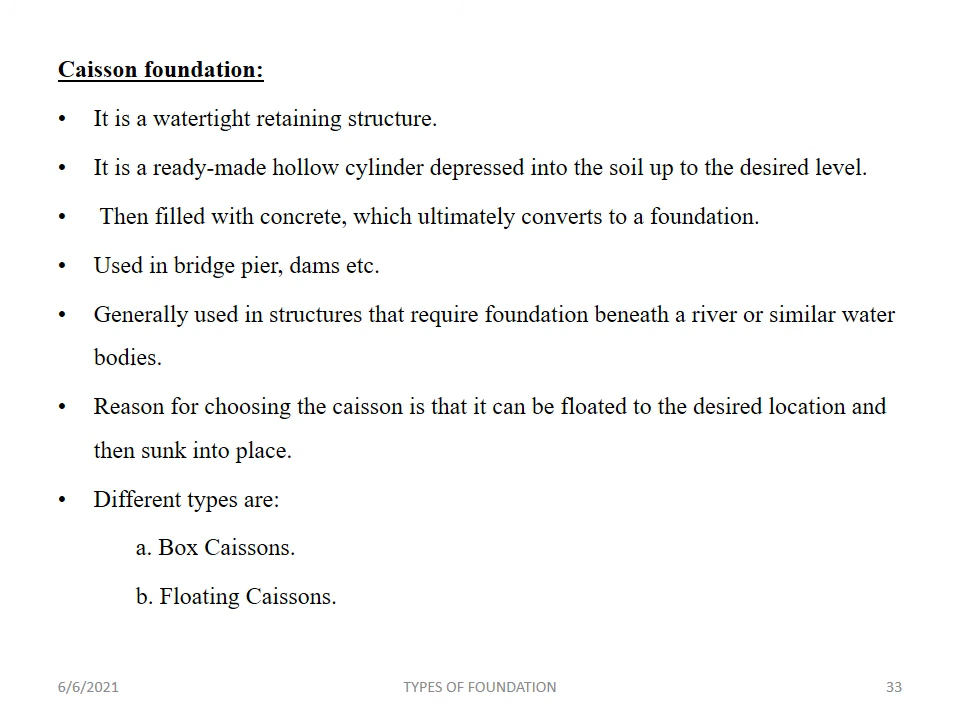 Caisson foundation:
• It is a watertight retaining structure.
• It is a ready-made hollow cylinder depressed into the soil up to the desired level.
• Then filled with concrete, which ultimately converts to a foundation.
• Used in bridge pier, dams etc.
• Generally used in structures that require foundation beneath a river or similar water
bodies.
• Reason for choosing the caisson is that it can be floated to the desired location and
then sunk into place.
• Different types are:
a. Box Caissons.
b. Floating Caissons.
6/6/2021 TYPES OF FOUNDATION 33